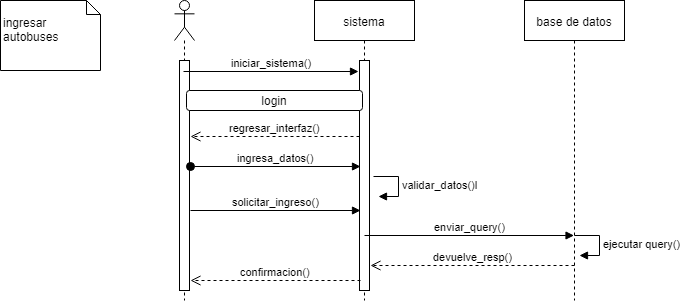 ingresar
autobuses
sistema
base de datos
iniciar_sistema()
login
regresar_interfaz()
ingresa_datos()
validar_datos()l
solicitar_ingreso()
enviar_query()
ejecutar query()
devuelve_resp()
confirmacion()